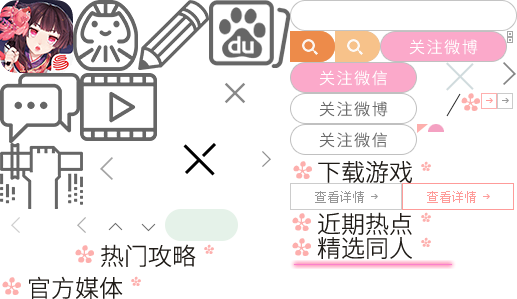 关注微博
du
关注微信
关注微博
关注微信
下载游戏
查看详情 → 查看详情 →
近期热点
热门攻略
精选同人
官方媒体